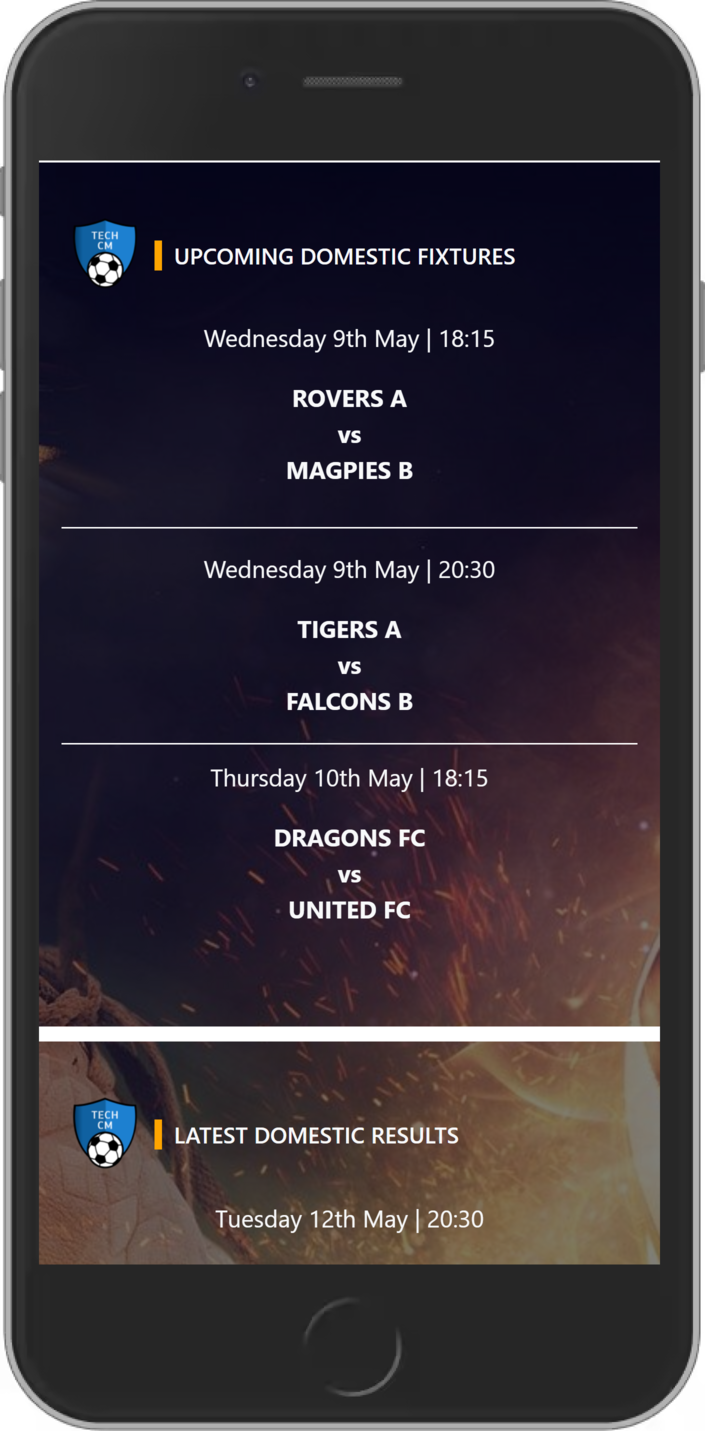 TECH
CM
UPCOMING DOMESTIC FIXTURES
Wednesday 9th May | 18:15
ROVERS A
vs
MAGPIES B
Wednesday 9th May | 20:30
TIGERS A
vs
FALCONS B
Thursday 10th May | 18:15
DRAGONS FC
vs
UNITED FC
TECH
CM
LATEST DOMESTIC RESULTS
Tuesday 12th May | 20:30